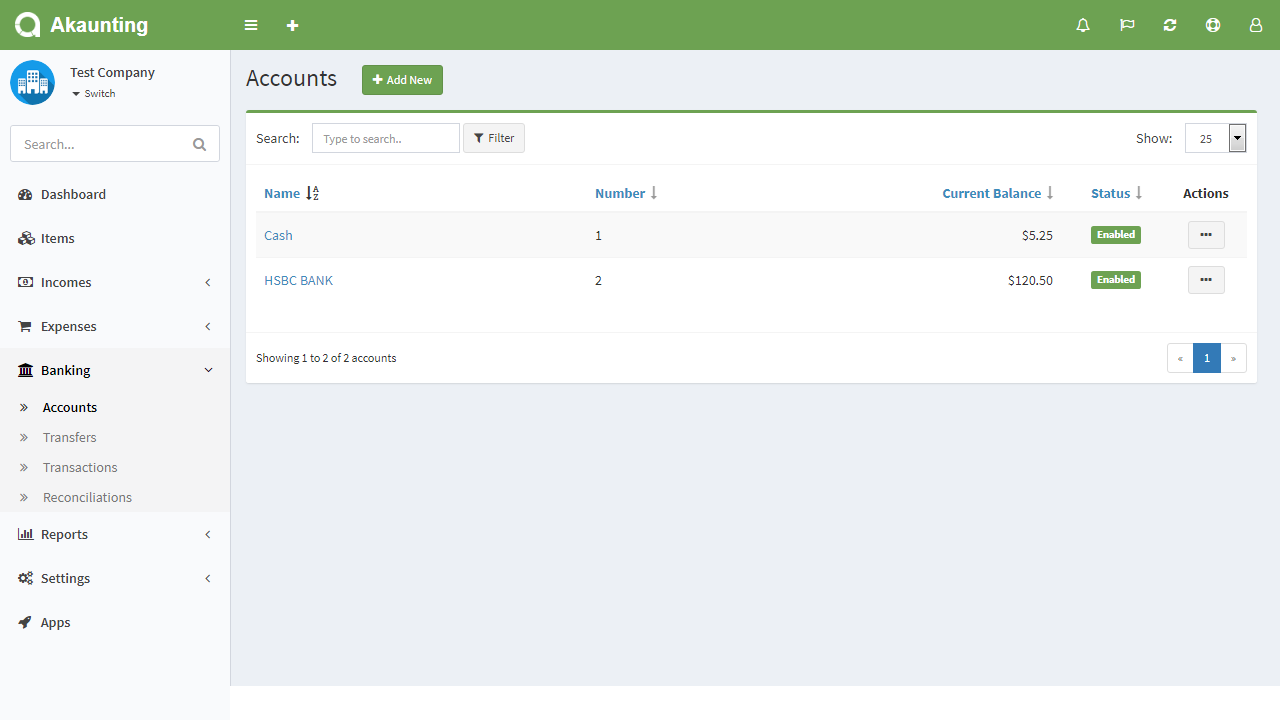 Akaunting
Test Company
Switch
Search...
Dashboard
Items
Incomes
Expenses
Banking
Accounts
Transfers
Transactions
Reconciliations
Reports
Settings
Apps
Accounts
Add New
Search: Type to search.. Filter Show: 25
Name Number Current Balance Status Actions
Cash 1 $5.25 Enabled
HSBC BANK 2 $120.50 Enabled
Showing 1 to 2 of 2 accounts « 1 »